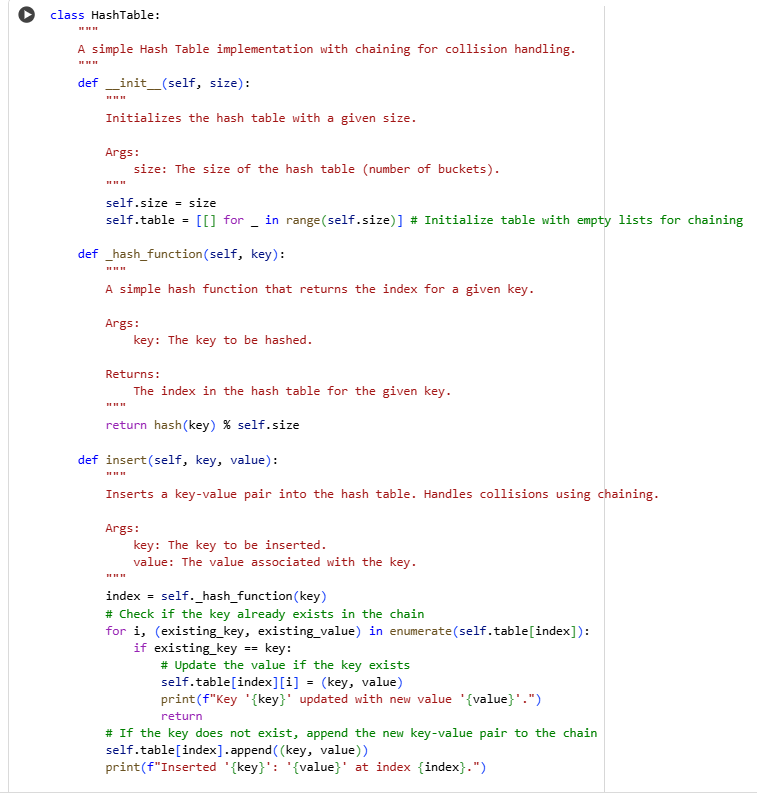 class HashTable:
    """
    A simple Hash Table implementation with chaining for collision handling.
    """
    def __init__(self, size):
        """
        Initializes the hash table with a given size.

        Args:
            size: The size of the hash table (number of buckets).
        """
        self.size = size
        self.table = [[] for _ in range(self.size)] # Initialize table with empty lists for chaining

    def _hash_function(self, key):
        """
        A simple hash function that returns the index for a given key.

        Args:
            key: The key to be hashed.

        Returns:
            The index in the hash table for the given key.
        """
        return hash(key) % self.size

    def insert(self, key, value):
        """
        Inserts a key-value pair into the hash table. Handles collisions using chaining.

        Args:
            key: The key to be inserted.
            value: The value associated with the key.
        """
        index = self._hash_function(key)
        # Check if the key already exists in the chain
        for i, (existing_key, existing_value) in enumerate(self.table[index]):
            if existing_key == key:
                # Update the value if the key exists
                self.table[index][i] = (key, value)
                print(f"Key '{key}' updated with new value '{value}'.")
                return
        # If the key does not exist, append the new key-value pair to the chain
        self.table[index].append((key, value))
        print(f"Inserted '{key}': '{value}' at index {index}.")